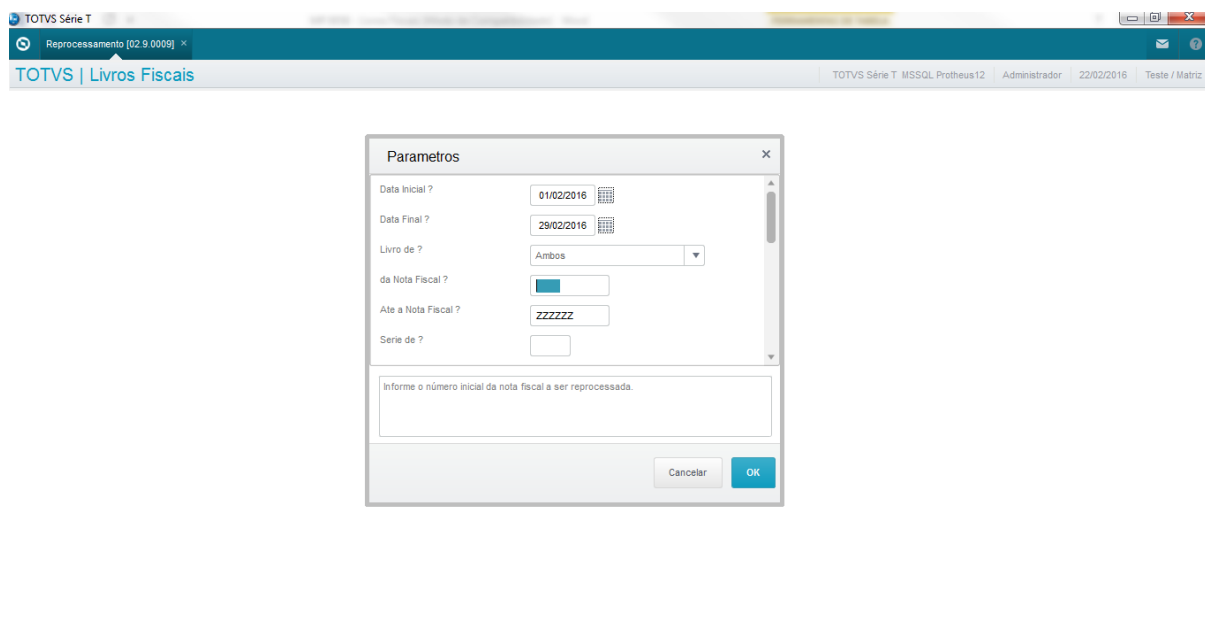 TOTVS Série T
Reprocessamento [02.9.0009] ×
TOTVS | Livros Fiscais
TOTVS Série T MSSQL Protheus12 Administrador 22/02/2016 Teste / Matriz
Parametros
Data Inicial ? 01/02/2016
Data Final ? 29/02/2016
Livro de ? Ambos
da Nota Fiscal ?
Ate a Nota Fiscal ? ZZZZZZ
Serie de ?
Informe o número inicial da nota fiscal a ser reprocessada.
Cancelar OK